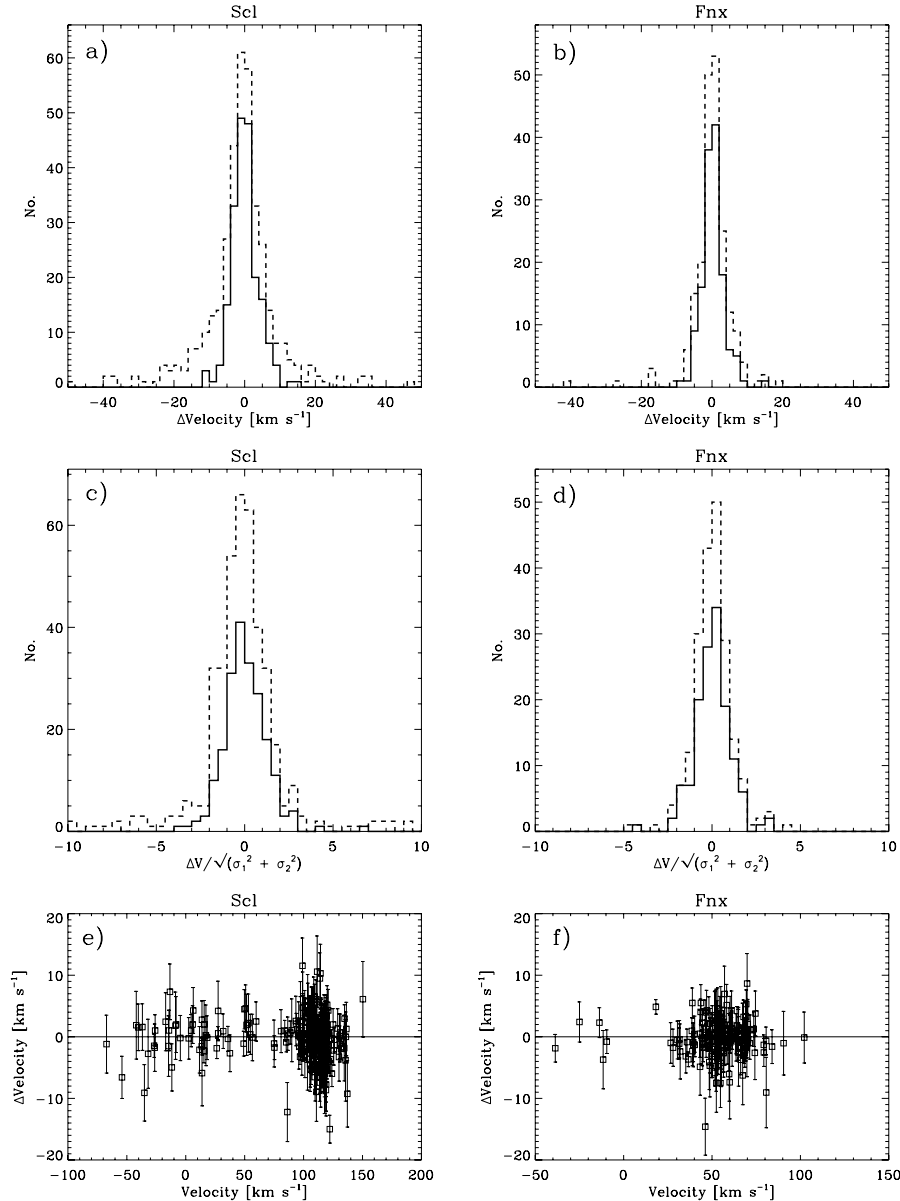 Scl
Fnx
a)
b)
60
50
40
30
20
10
0
No.
50
40
30
20
10
0
No.
−40 −20 0 20 40
−40 −20 0 20 40
ΔVelocity [km s⁻¹]
ΔVelocity [km s⁻¹]
Scl
Fnx
c)
d)
60
40
20
0
No.
50
40
30
20
10
0
No.
−10 −5 0 5 10
−10 −5 0 5 10
ΔV/√(σ₁² + σ₂²)
ΔV/√(σ₁² + σ₂²)
Scl
Fnx
e)
f)
20
10
0
−10
−20
ΔVelocity [km s⁻¹]
20
10
0
−10
−20
ΔVelocity [km s⁻¹]
−100 −50 0 50 100 150 200
−50 0 50 100 150
Velocity [km s⁻¹]
Velocity [km s⁻¹]